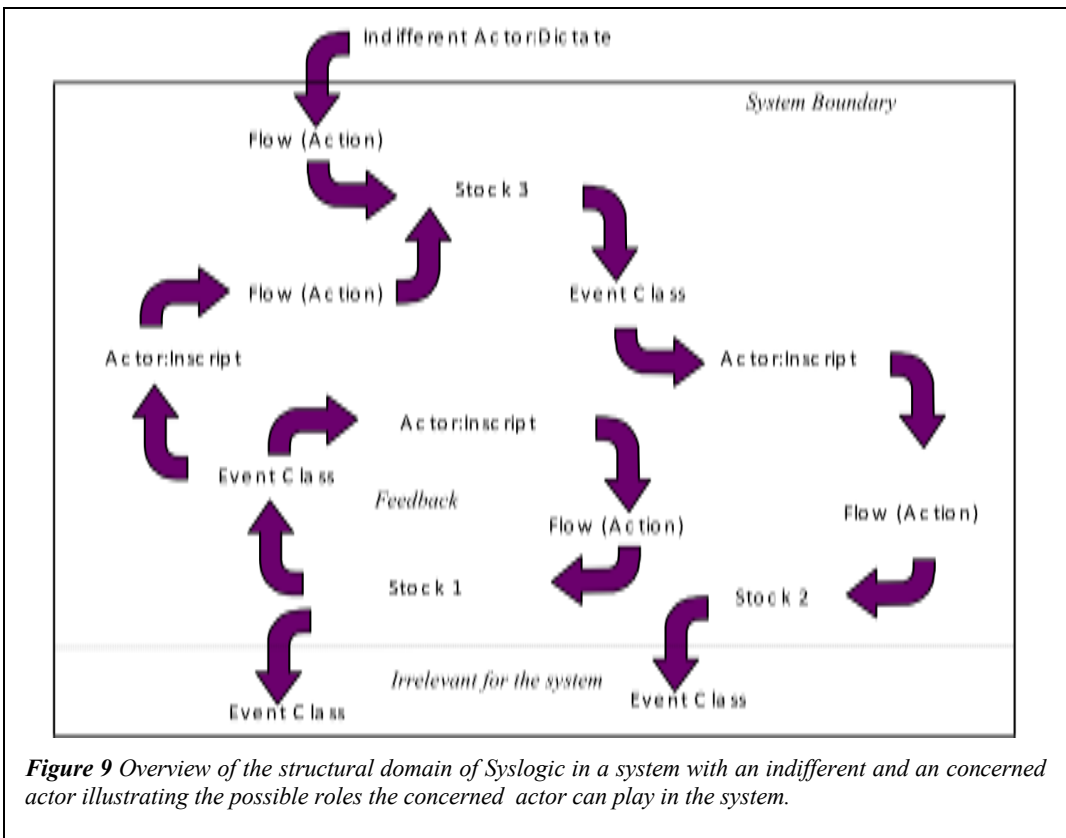 Indifferent Actor:Dictate
System Boundary
Flow (Action)
Stock 3
Flow (Action)
Event Class
Actor:Inscript
Actor:Inscript
Actor:Inscript
Event Class
Feedback
Flow (Action)
Flow (Action)
Stock 1
Stock 2
Irrelevant for the system
Event Class
Event Class
Figure 9 Overview of the structural domain of Syslogic in a system with an indifferent and an concerned
actor illustrating the possible roles the concerned actor can play in the system.